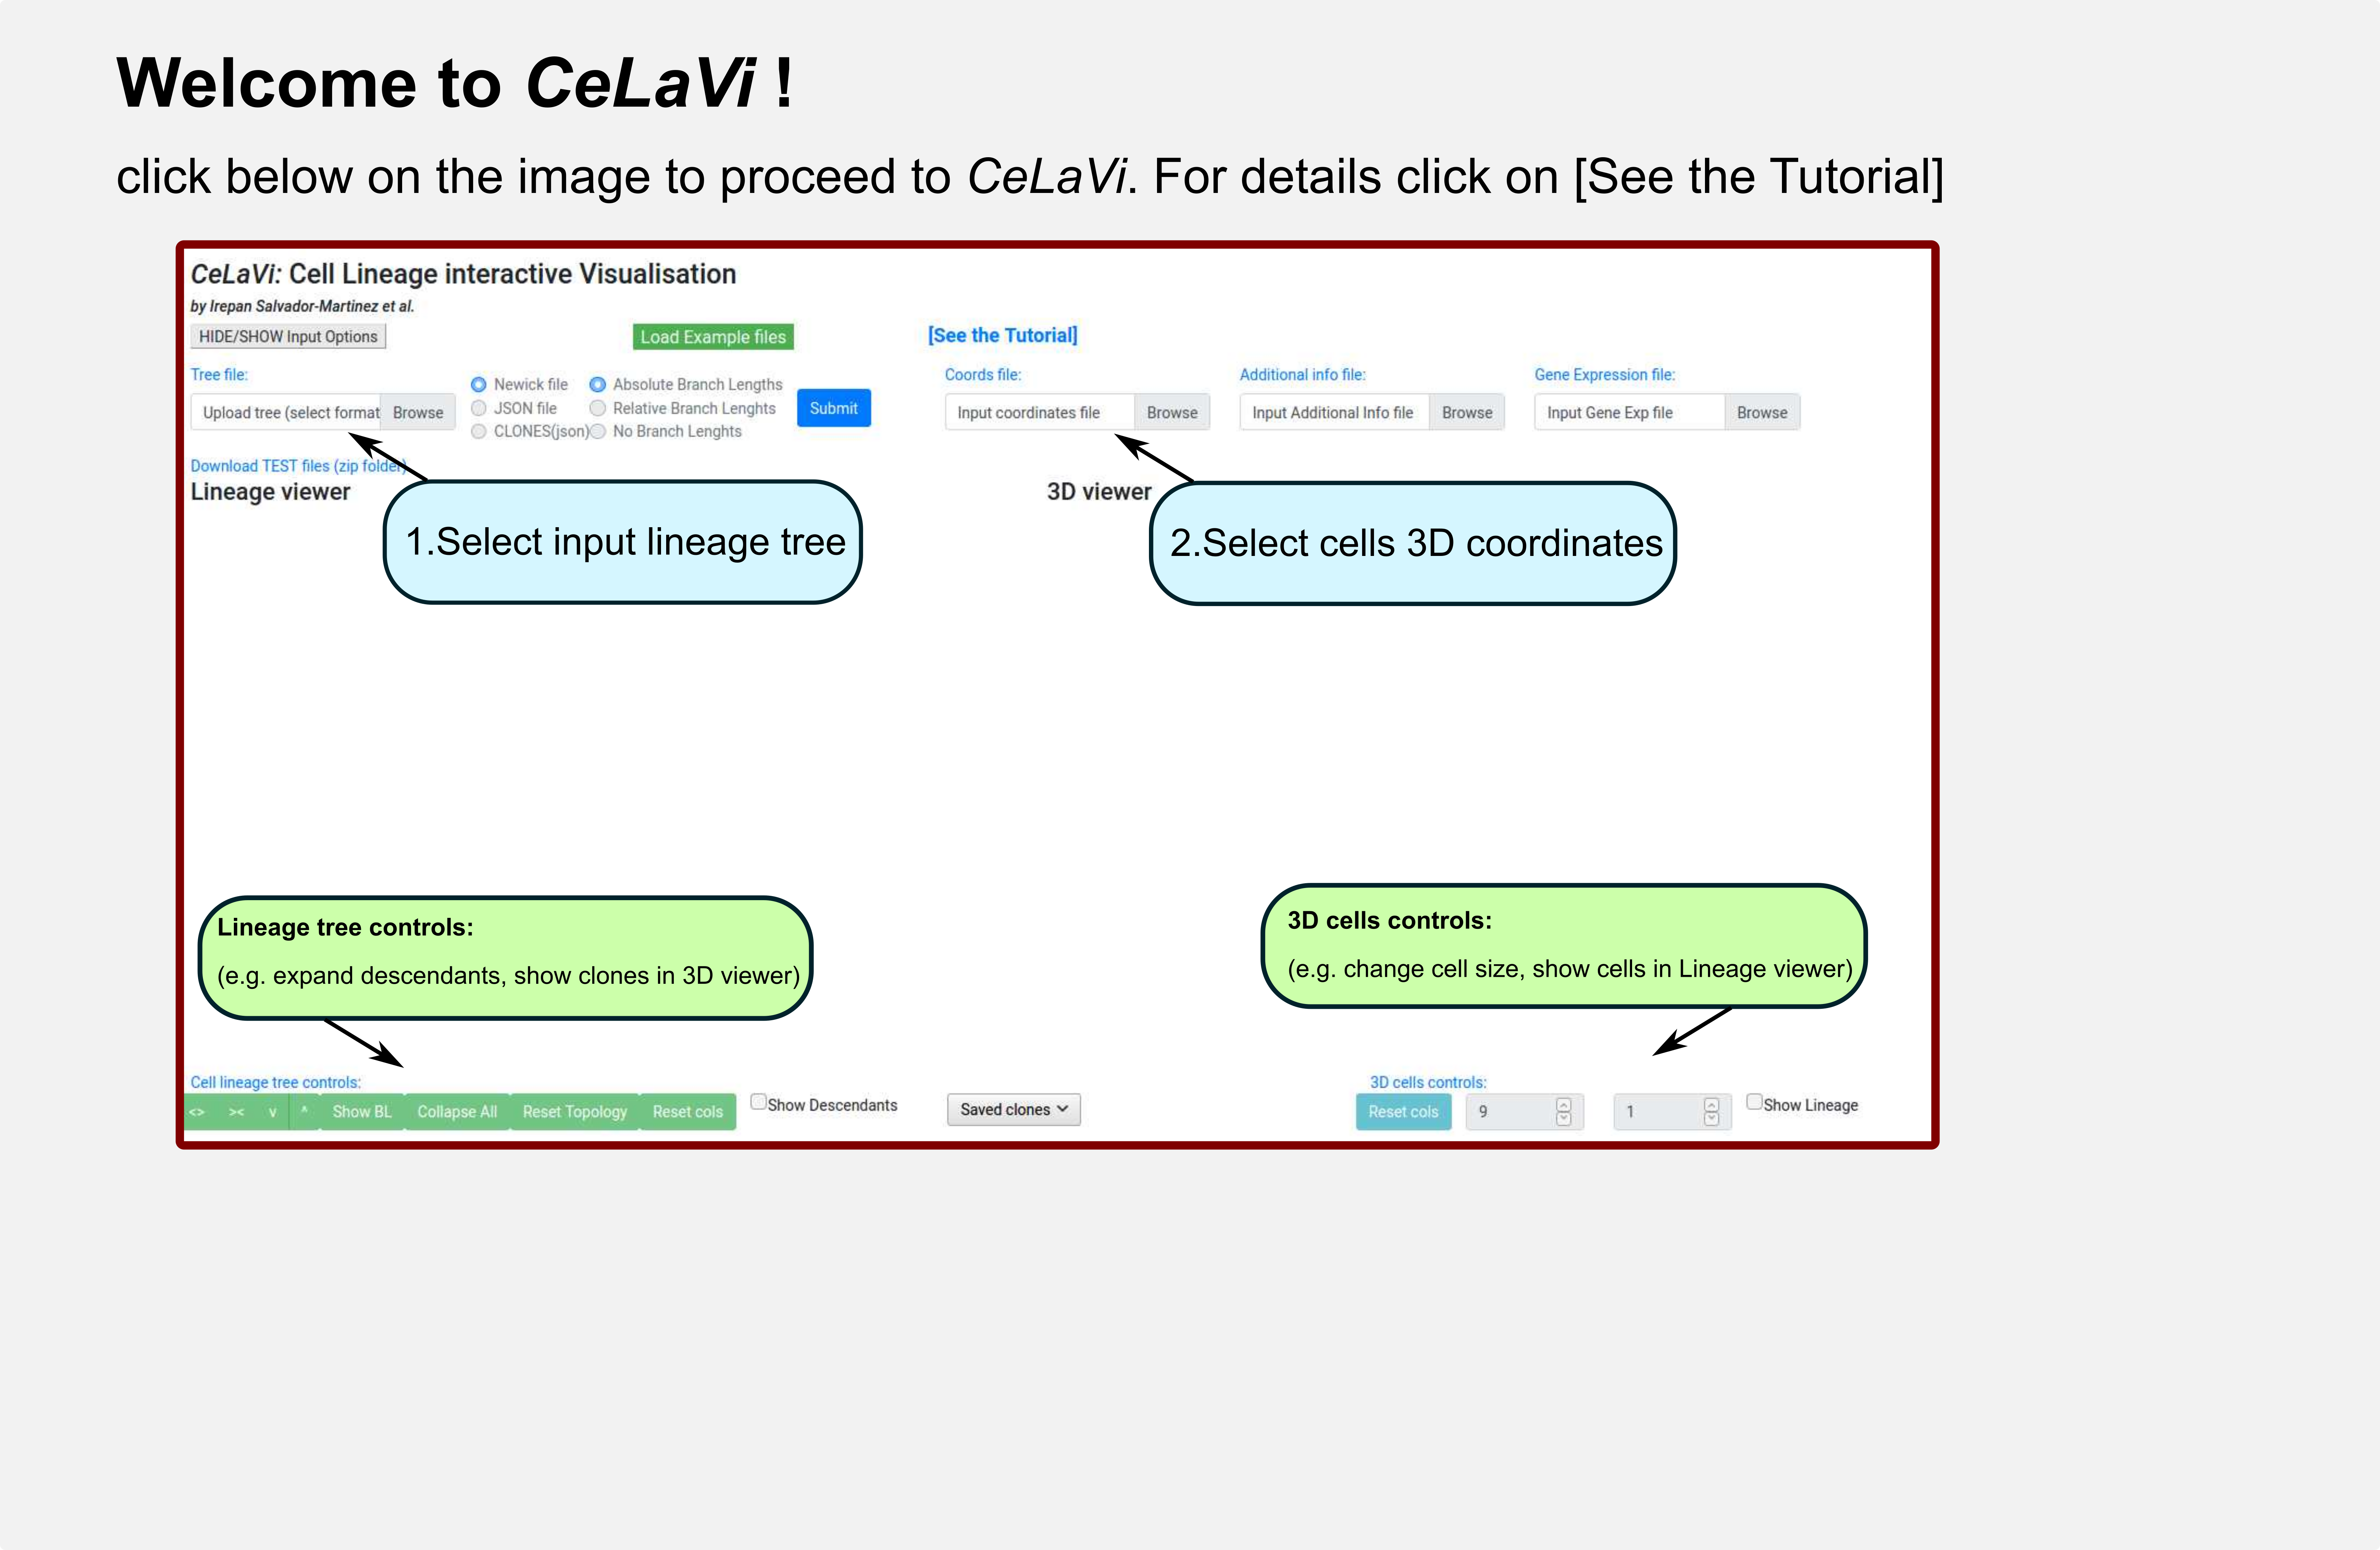 Welcome to CeLaVi !
click below on the image to proceed to CeLaVi. For details click on [See the Tutorial]
CeLaVi: Cell Lineage interactive Visualisation
by Irepan Salvador-Martinez et al.
HIDE/SHOW Input Options
Load Example files
[See the Tutorial]
Tree file:
Upload tree (select format
Browse
Newick file
JSON file
CLONES(json)
Absolute Branch Lengths
Relative Branch Lenghts
No Branch Lenghts
Submit
Coords file:
Input coordinates file
Browse
Additional info file:
Input Additional Info file
Browse
Gene Expression file:
Input Gene Exp file
Browse
Download TEST files (zip folder)
Lineage viewer
3D viewer
1.Select input lineage tree
2.Select cells 3D coordinates
Lineage tree controls:
(e.g. expand descendants, show clones in 3D viewer)
3D cells controls:
(e.g. change cell size, show cells in Lineage viewer)
Cell lineage tree controls:
<> >< v ^ Show BL Collapse All Reset Topology Reset cols
Show Descendants
Saved clones
3D cells controls:
Reset cols
9
1
Show Lineage